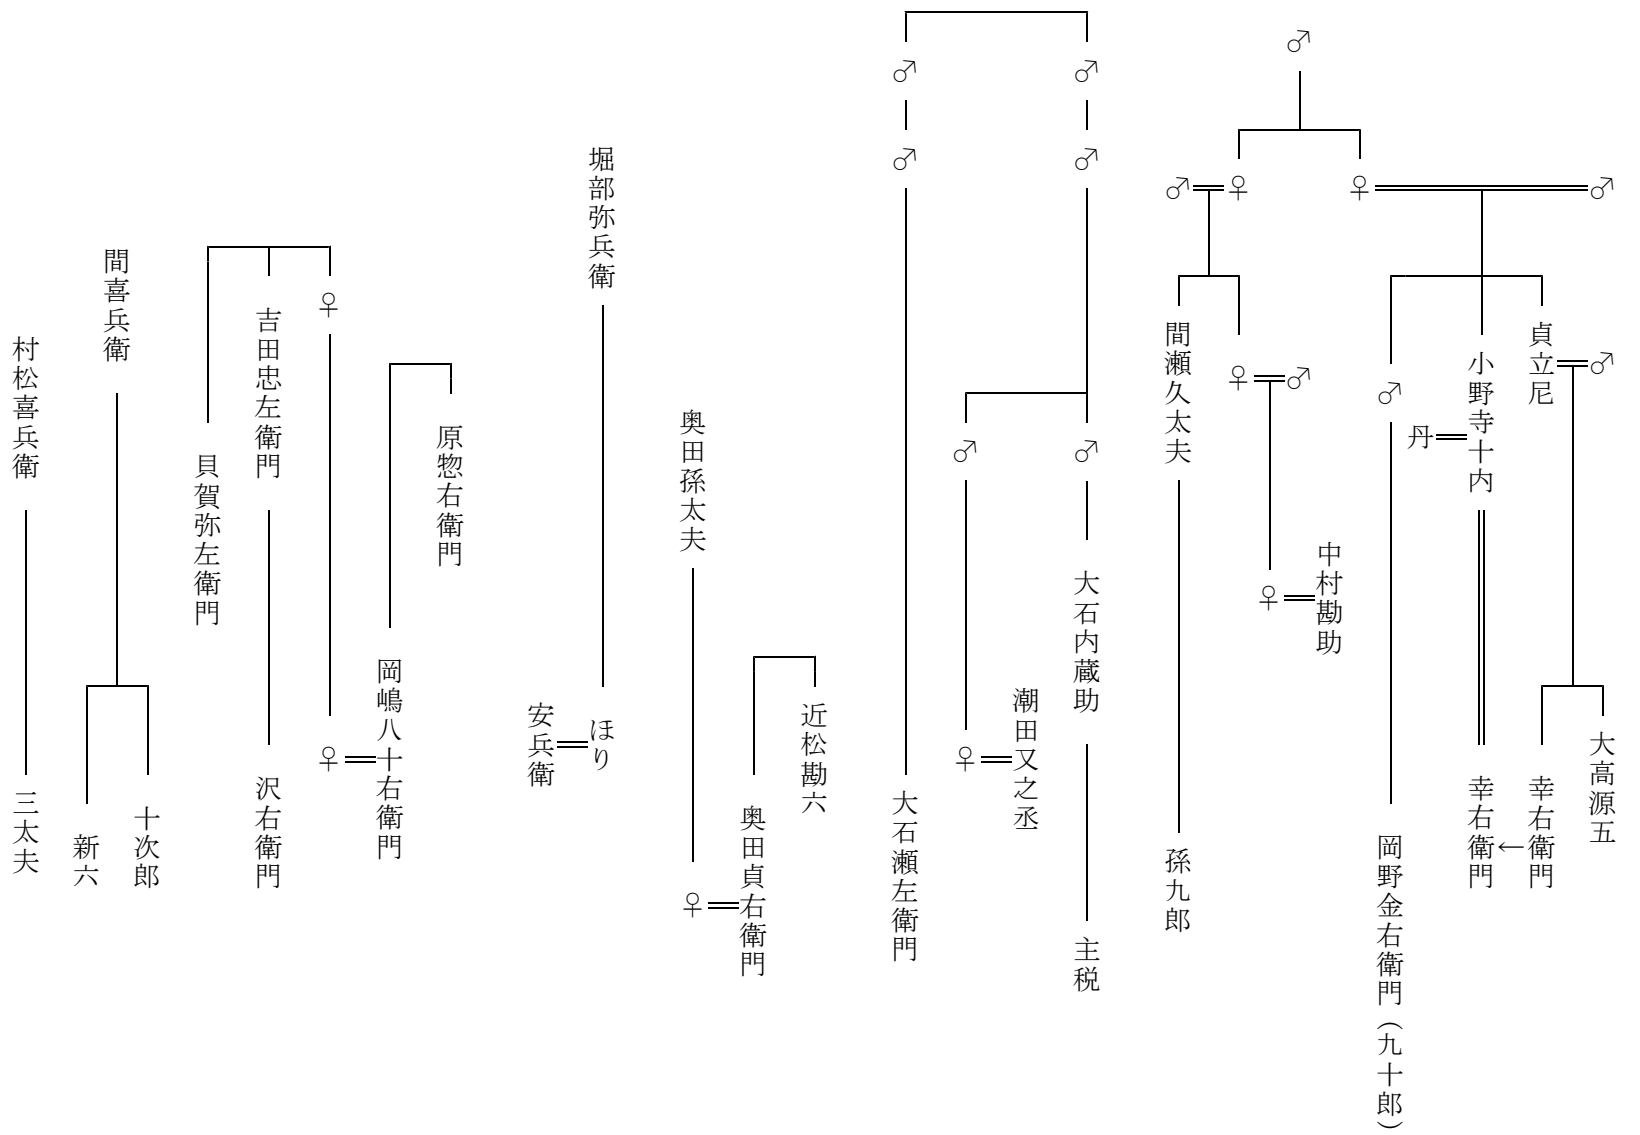 ♂
♀
♂
♂
♀
貞立尼
♂
小野寺十内
丹
♂
大高源五
幸右衛門
←
幸右衛門
岡野金右衛門（九十郎）
間瀬久太夫
♀
♂
中村勘助
♀
孫九郎
♂
♂
♂
♂
♂
♂
大石内蔵助
主税
潮田又之丞
♀
大石瀬左衛門
近松勘六
奥田貞右衛門
奥田孫太夫
♀
堀部弥兵衛
ほり
安兵衛
原惣右衛門
岡嶋八十右衛門
♀
♀
吉田忠左衛門
沢右衛門
貝賀弥左衛門
間喜兵衛
十次郎
新六
村松喜兵衛
三太夫